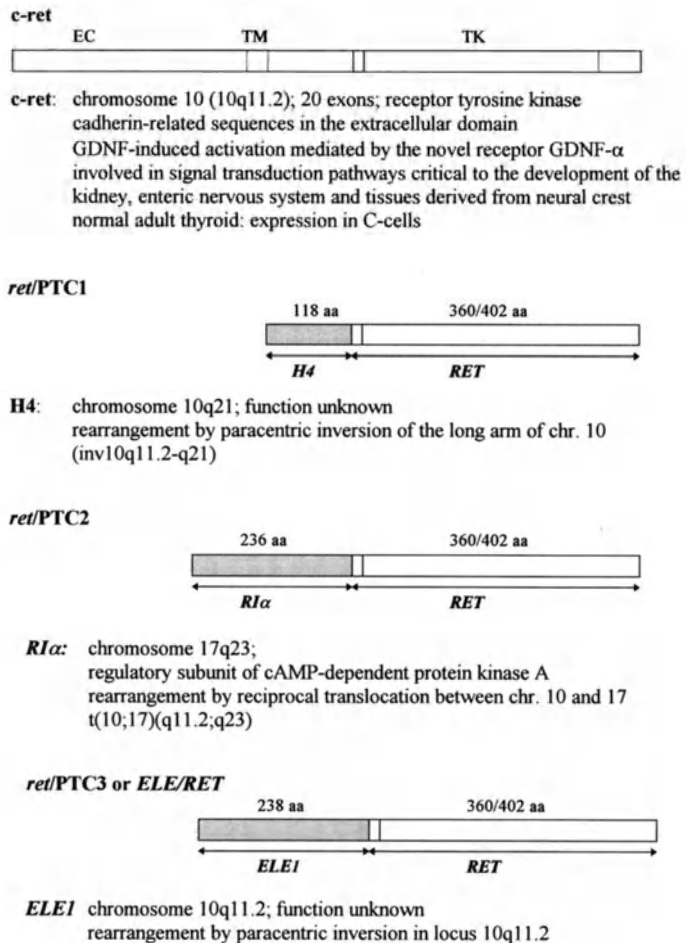 c-ret
EC TM TK
c-ret: chromosome 10 (10q11.2); 20 exons; receptor tyrosine kinase
cadherin-related sequences in the extracellular domain
GDNF-induced activation mediated by the novel receptor GDNF-α
involved in signal transduction pathways critical to the development of the
kidney, enteric nervous system and tissues derived from neural crest
normal adult thyroid: expression in C-cells
ret/PTC1
118 aa 360/402 aa
H4 RET
H4: chromosome 10q21; function unknown
rearrangement by paracentric inversion of the long arm of chr. 10
(inv10q11.2-q21)
ret/PTC2
236 aa 360/402 aa
RIα RET
RIα: chromosome 17q23;
regulatory subunit of cAMP-dependent protein kinase A
rearrangement by reciprocal translocation between chr. 10 and 17
t(10;17)(q11.2;q23)
ret/PTC3 or ELE/RET
238 aa 360/402 aa
ELE1 RET
ELE1 chromosome 10q11.2; function unknown
rearrangement by paracentric inversion in locus 10q11.2